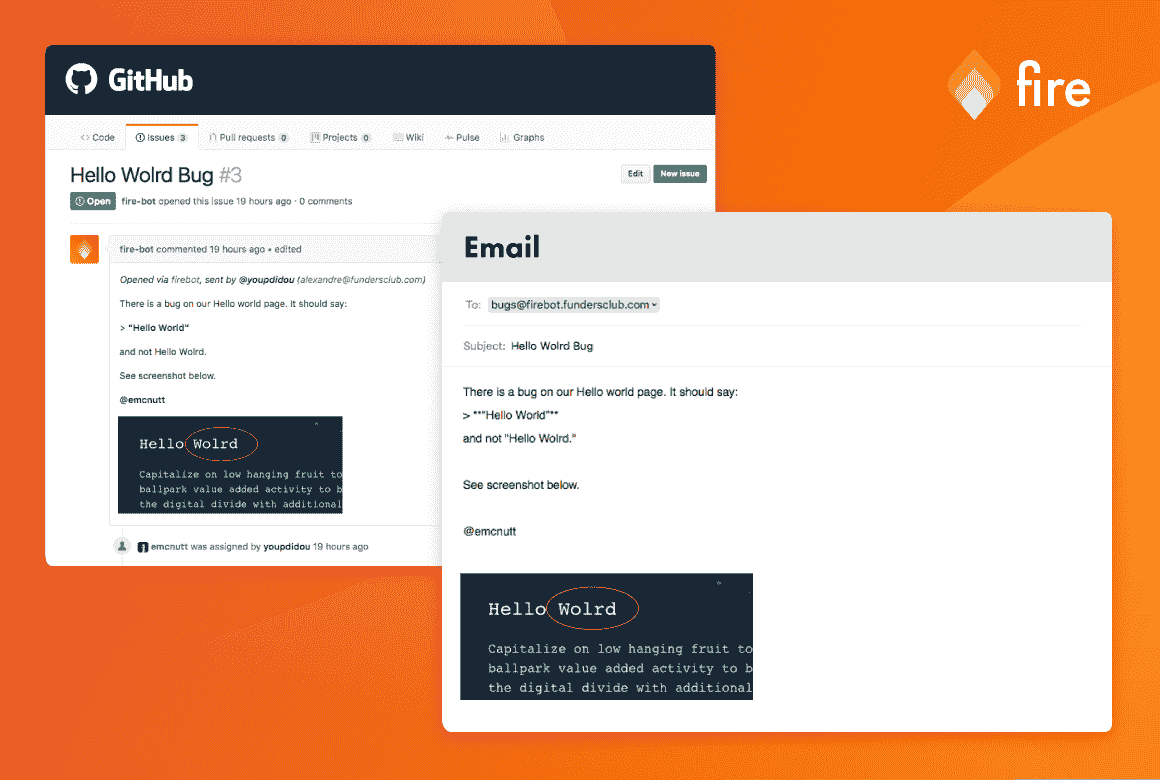 GitHub
fire
Code Issues 3 Pull requests 0 Projects 0 Wiki Pulse Graphs
Hello Wolrd Bug #3
Edit New issue
Open fire-bot opened this issue 19 hours ago · 0 comments
fire-bot commented 19 hours ago • edited
Opened via firebot, sent by @youpdidou (alexandre@fundersclub.com)
There is a bug on our Hello world page. It should say:
> "Hello World"
and not Hello Wolrd.
See screenshot below.
@emcnutt
Hello Wolrd
Capitalize on low hanging fruit to
ballpark value added activity to b
the digital divide with additional
emcnutt was assigned by youpdidou 19 hours ago
Email
To: bugs@firebot.fundersclub.com
Subject: Hello Wolrd Bug
There is a bug on our Hello world page. It should say:
> **"Hello World"**
and not "Hello Wolrd."
See screenshot below.
@emcnutt
Hello Wolrd
Capitalize on low hanging fruit to
ballpark value added activity to b
the digital divide with additional